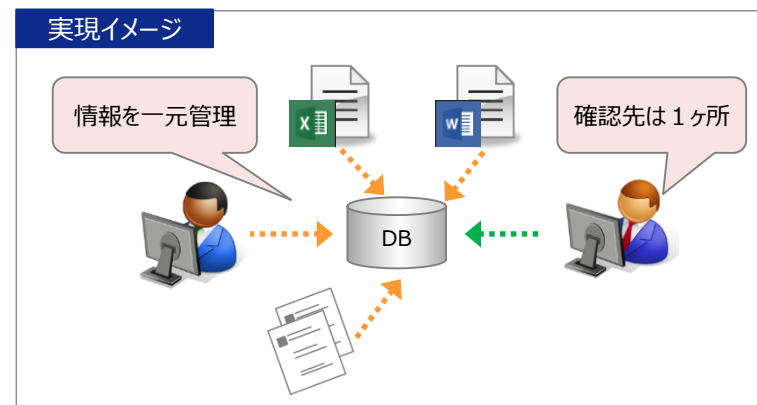 実現イメージ
情報を一元管理
X
W
確認先は１ヶ所
DB